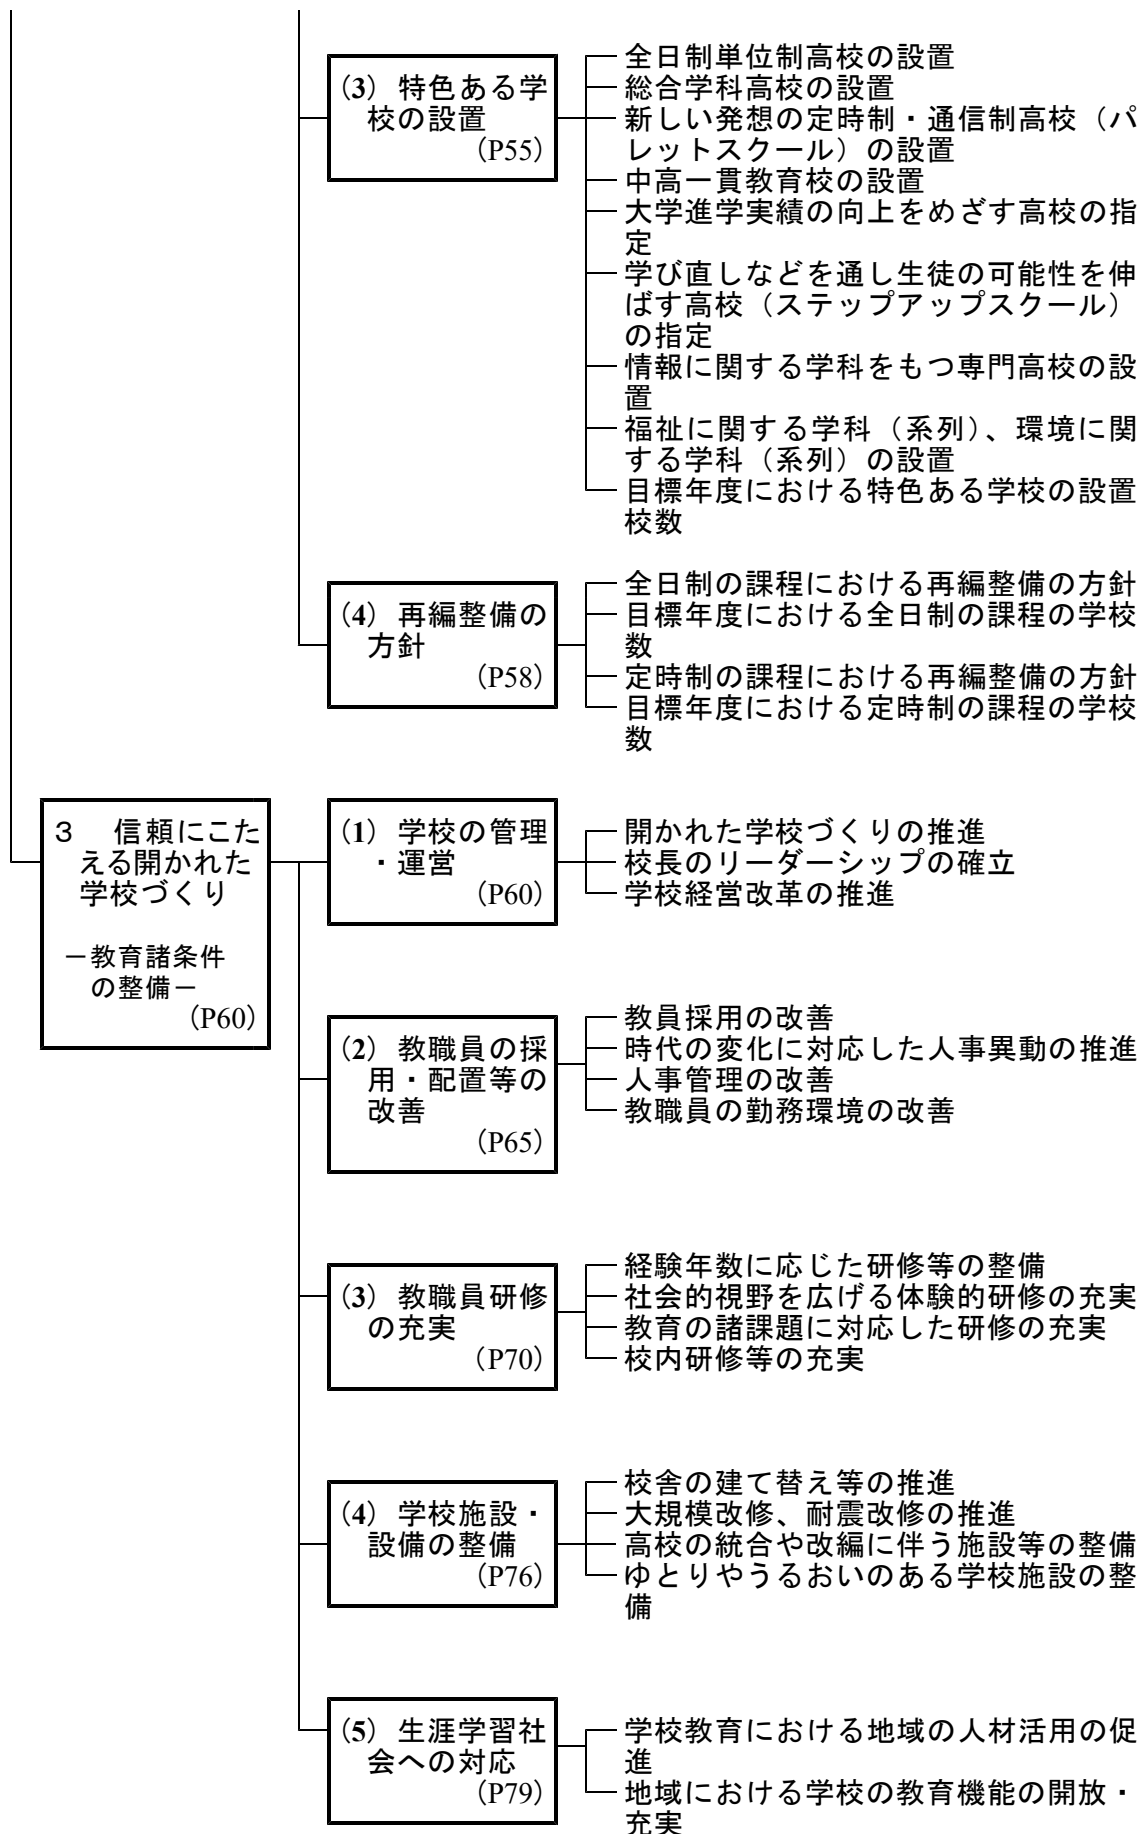 (3) 特色ある学
校の設置
(P55)
全日制単位制高校の設置
総合学科高校の設置
新しい発想の定時制・通信制高校（パ
レットスクール）の設置
中高一貫教育校の設置
大学進学実績の向上をめざす高校の指
定
学び直しなどを通し生徒の可能性を伸
ばす高校（ステップアップスクール）
の指定
情報に関する学科をもつ専門高校の設
置
福祉に関する学科（系列）、環境に関
する学科（系列）の設置
目標年度における特色ある学校の設置
校数
(4) 再編整備の
方針
(P58)
全日制の課程における再編整備の方針
目標年度における全日制の課程の学校
数
定時制の課程における再編整備の方針
目標年度における定時制の課程の学校
数
３　信頼にこた
える開かれた
学校づくり
－教育諸条件
の整備－
(P60)
(1) 学校の管理
・運営
(P60)
開かれた学校づくりの推進
校長のリーダーシップの確立
学校経営改革の推進
(2) 教職員の採
用・配置等の
改善
(P65)
教員採用の改善
時代の変化に対応した人事異動の推進
人事管理の改善
教職員の勤務環境の改善
(3) 教職員研修
の充実
(P70)
経験年数に応じた研修等の整備
社会的視野を広げる体験的研修の充実
教育の諸課題に対応した研修の充実
校内研修等の充実
(4) 学校施設・
設備の整備
(P76)
校舎の建て替え等の推進
大規模改修、耐震改修の推進
高校の統合や改編に伴う施設等の整備
ゆとりやうるおいのある学校施設の整
備
(5) 生涯学習社
会への対応
(P79)
学校教育における地域の人材活用の促
進
地域における学校の教育機能の開放・
充実